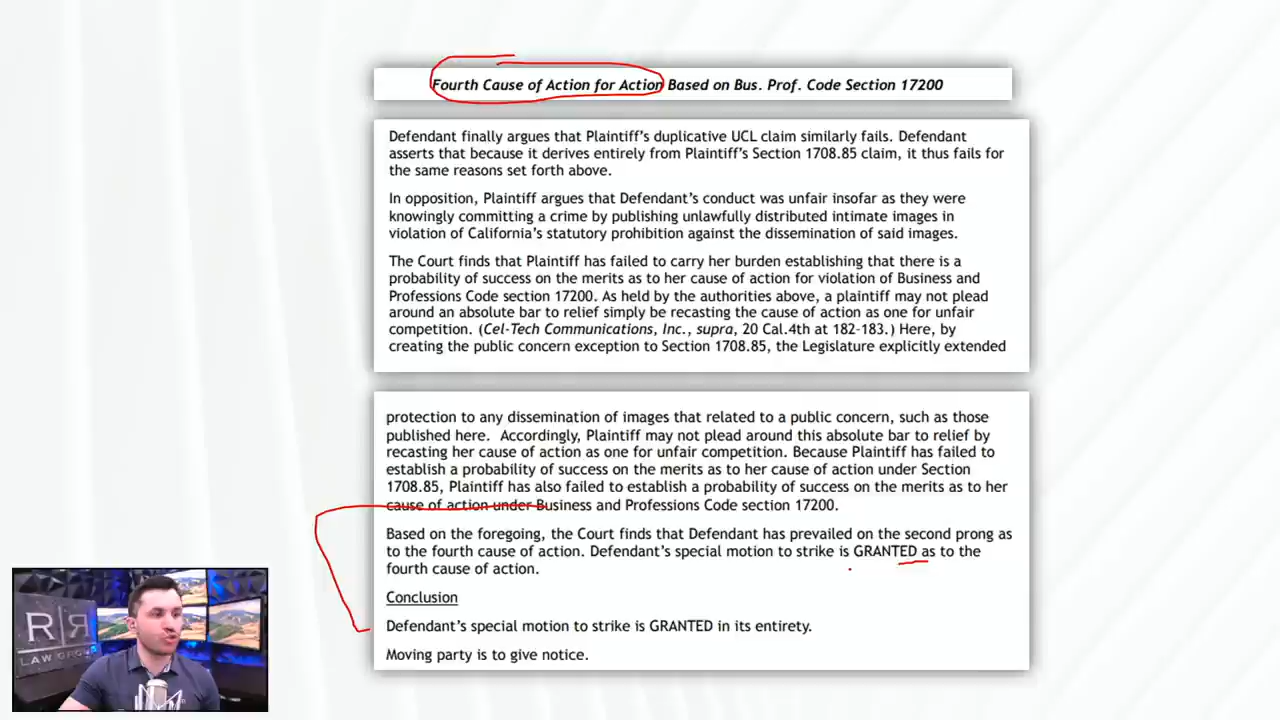 Fourth Cause of Action for Action Based on Bus. Prof. Code Section 17200
Defendant finally argues that Plaintiff's duplicative UCL claim similarly fails. Defendant
asserts that because it derives entirely from Plaintiff's Section 1708.85 claim, it thus fails for
the same reasons set forth above.
In opposition, Plaintiff argues that Defendant's conduct was unfair insofar as they were
knowingly committing a crime by publishing unlawfully distributed intimate images in
violation of California's statutory prohibition against the dissemination of said images.
The Court finds that Plaintiff has failed to carry her burden establishing that there is a
probability of success on the merits as to her cause of action for violation of Business and
Professions Code section 17200. As held by the authorities above, a plaintiff may not plead
around an absolute bar to relief simply be recasting the cause of action as one for unfair
competition. (Cel-Tech Communications, Inc., supra, 20 Cal.4th at 182-183.) Here, by
creating the public concern exception to Section 1708.85, the Legislature explicitly extended
protection to any dissemination of images that related to a public concern, such as those
published here. Accordingly, Plaintiff may not plead around this absolute bar to relief by
recasting her cause of action as one for unfair competition. Because Plaintiff has failed to
establish a probability of success on the merits as to her cause of action under Section
1708.85, Plaintiff has also failed to establish a probability of success on the merits as to her
cause of action under Business and Professions Code section 17200.
Based on the foregoing, the Court finds that Defendant has prevailed on the second prong as
to the fourth cause of action. Defendant's special motion to strike is GRANTED as to the
fourth cause of action.
Conclusion
Defendant's special motion to strike is GRANTED in its entirety.
Moving party is to give notice.
R|R
LAW GROUP